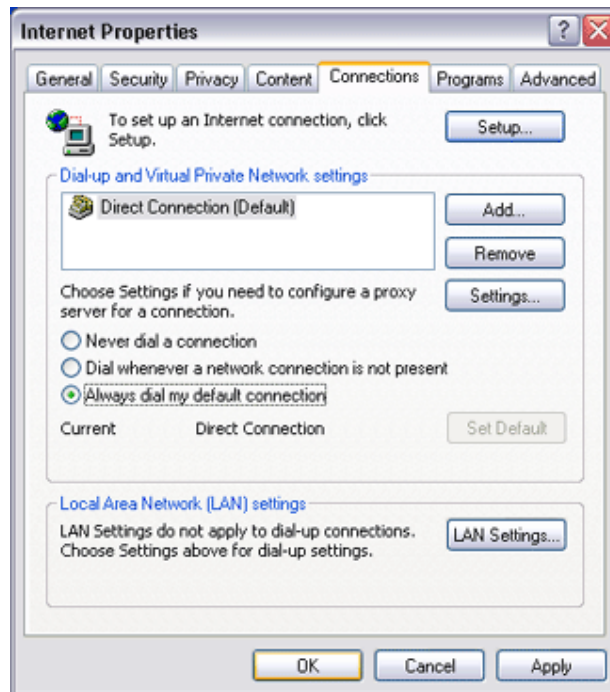 Internet Properties
?
X
General Security Privacy Content Connections Programs Advanced
To set up an Internet connection, click
Setup.
Setup...
Dial-up and Virtual Private Network settings
Direct Connection (Default)
Add...
Remove
Choose Settings if you need to configure a proxy
server for a connection.
Settings...
Never dial a connection
Dial whenever a network connection is not present
Always dial my default connection
Current Direct Connection
Set Default
Local Area Network (LAN) settings
LAN Settings do not apply to dial-up connections.
Choose Settings above for dial-up settings.
LAN Settings...
OK Cancel Apply